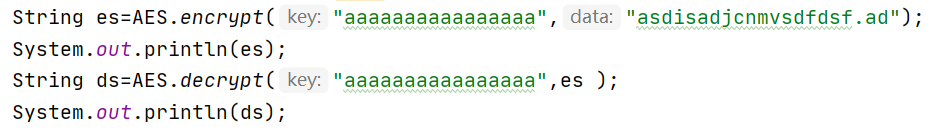 String es=AES.encrypt( key: "aaaaaaaaaaaaaaaa", data: "asdisadjcnmvsdfdsf.ad");
System.out.println(es);
String ds=AES.decrypt( key: "aaaaaaaaaaaaaaaa",es );
System.out.println(ds);